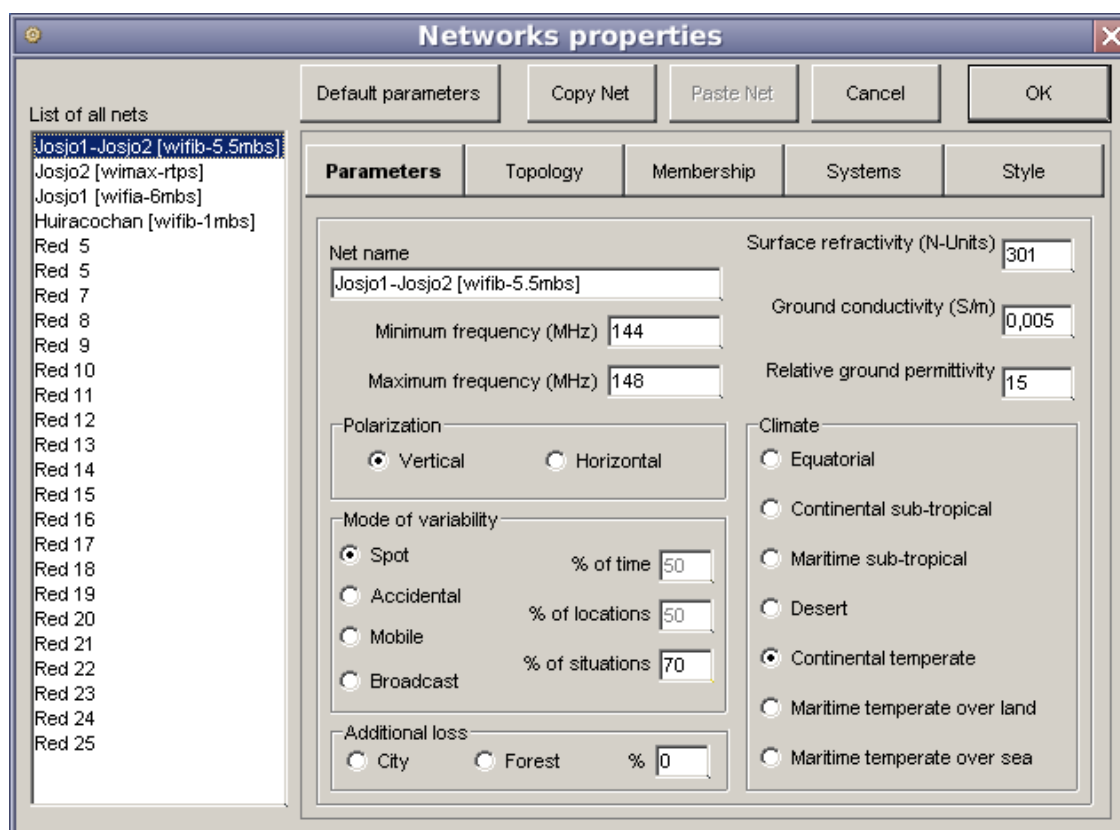 Networks properties
Default parameters
Copy Net
Paste Net
Cancel
OK
List of all nets
Josjo1-Josjo2 [wifib-5.5mbs]
Josjo2 [wimax-rtps]
Josjo1 [wifia-6mbs]
Huiracochan [wifib-1mbs]
Red 5
Red 5
Red 7
Red 8
Red 9
Red 10
Red 11
Red 12
Red 13
Red 14
Red 15
Red 16
Red 17
Red 18
Red 19
Red 20
Red 21
Red 22
Red 23
Red 24
Red 25
Parameters
Topology
Membership
Systems
Style
Net name
Josjo1-Josjo2 [wifib-5.5mbs]
Minimum frequency (MHz) 144
Maximum frequency (MHz) 148
Surface refractivity (N-Units) 301
Ground conductivity (S/m) 0,005
Relative ground permittivity 15
Polarization
Vertical
Horizontal
Mode of variability
Spot
Accidental
Mobile
Broadcast
% of time 50
% of locations 50
% of situations 70
Additional loss
City
Forest
% 0
Climate
Equatorial
Continental sub-tropical
Maritime sub-tropical
Desert
Continental temperate
Maritime temperate over land
Maritime temperate over sea